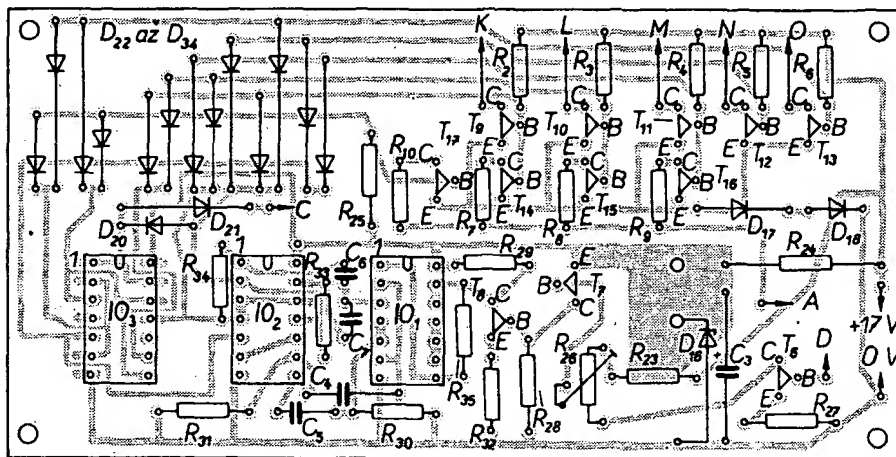 D22 až D34
K L M N O
R2 R3 R4 R5 R6
C C C C C
T17 T9 T10 T11 T12 T13
B B B B B
R10 C E C E C E C E E
R25 B B B B
T14 T15 T16
E R7 E R8 E R9 E
D20 D21 C D17 D18
1 1 C6 1 R29 E R24
R34 R33 T8 C B T7 A
IO3 IO2 C7 IO1 B C D16 C3 T6 D +17 V
E R26 R23 + C B 0 V
C4 R35 E
R31 C5 R30 R32 R28 R27